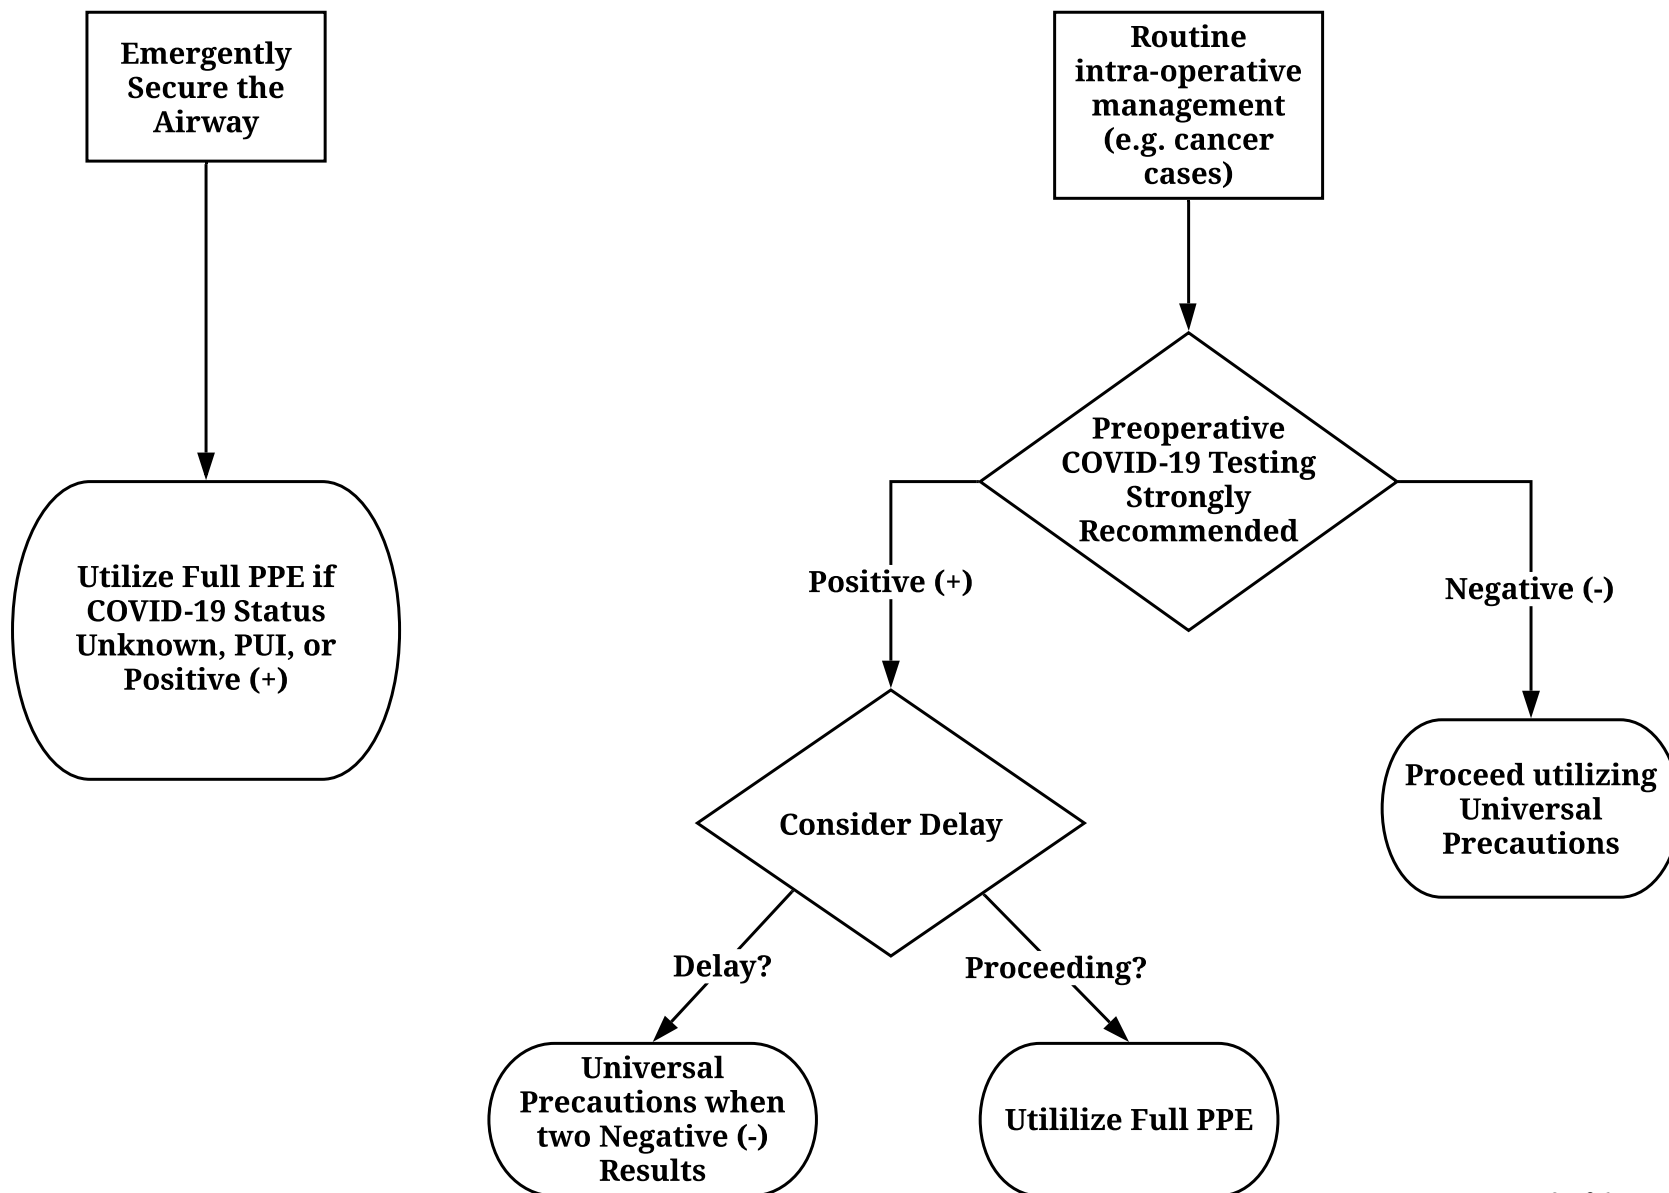 Emergently
Secure the
Airway
Routine
intra-operative
management
(e.g. cancer
cases)
Preoperative
COVID-19 Testing
Strongly
Recommended
Positive (+)
Negative (-)
Utilize Full PPE if
COVID-19 Status
Unknown, PUI, or
Positive (+)
Consider Delay
Proceed utilizing
Universal
Precautions
Delay?
Proceeding?
Universal
Precautions when
two Negative (-)
Results
Utililize Full PPE